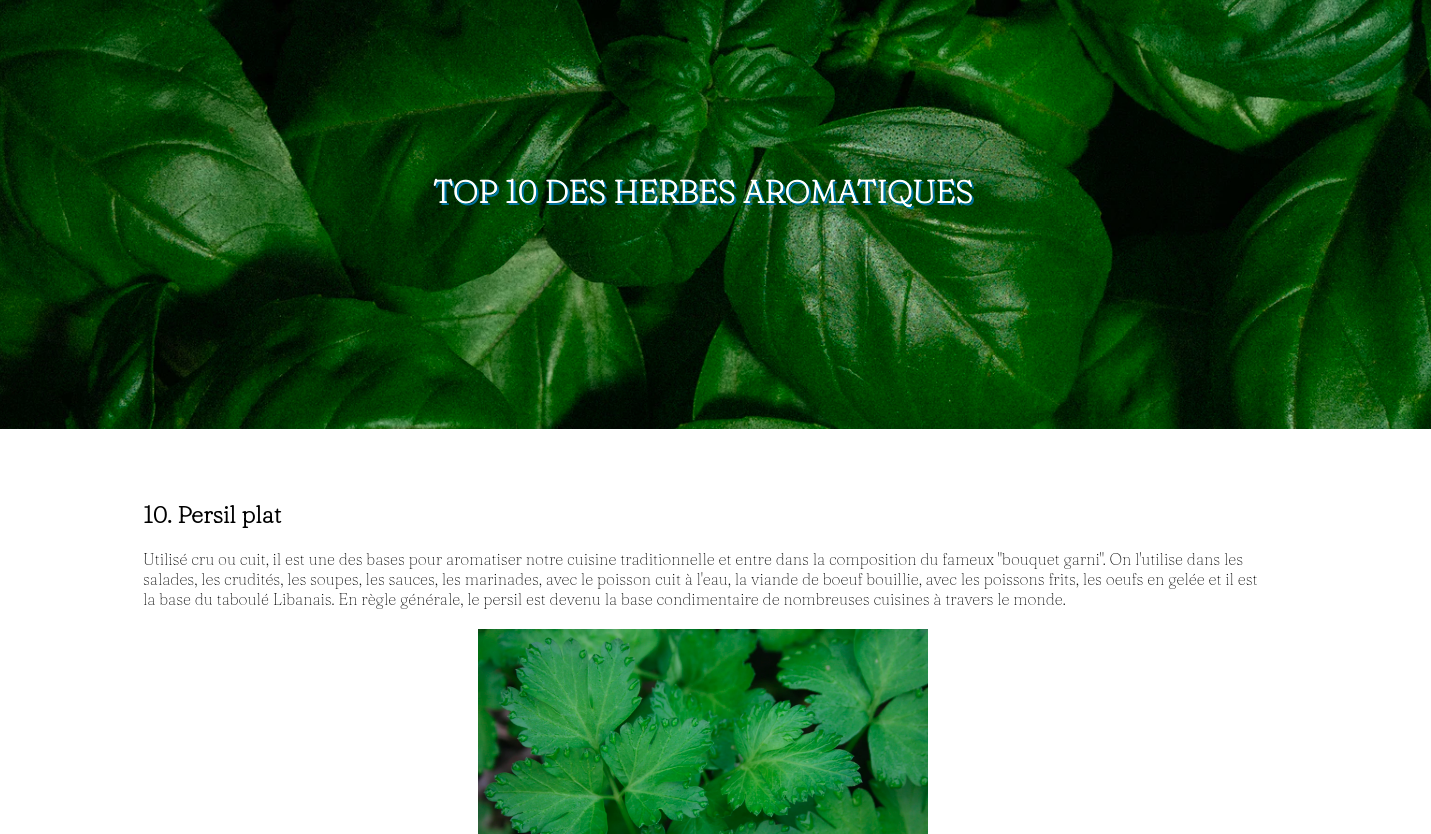 TOP 10 DES HERBES AROMATIQUES
10. Persil plat
Utilisé cru ou cuit, il est une des bases pour aromatiser notre cuisine traditionnelle et entre dans la composition du fameux "bouquet garni". On l'utilise dans les
salades, les crudités, les soupes, les sauces, les marinades, avec le poisson cuit à l'eau, la viande de boeuf bouillie, avec les poissons frits, les oeufs en gelée et il est
la base du taboulé Libanais. En règle générale, le persil est devenu la base condimentaire de nombreuses cuisines à travers le monde.